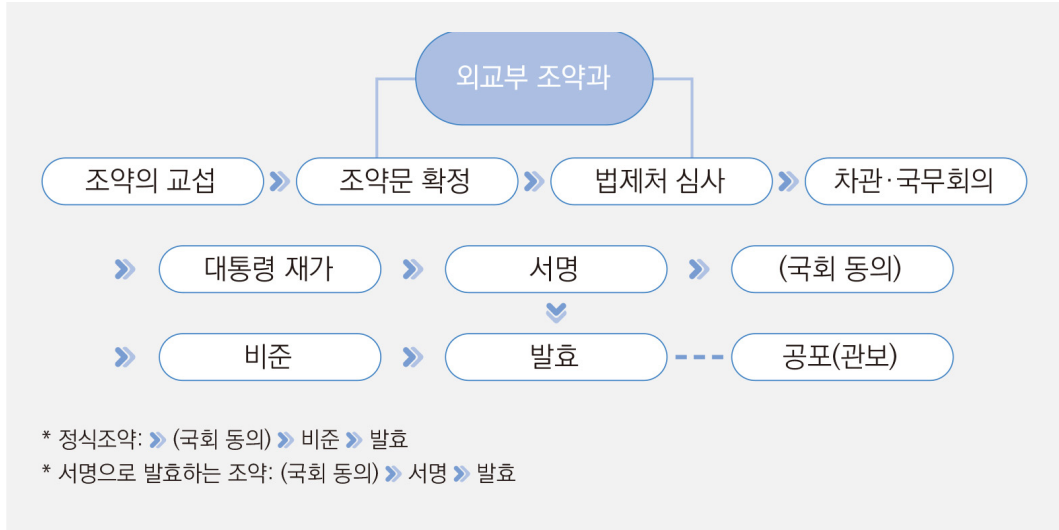 외교부 조약과
조약의 교섭 조약문 확정 법제처 심사 차관·국무회의
대통령 재가 서명 (국회 동의)
비준 발효 공포(관보)
* 정식조약: (국회 동의) 비준 발효
* 서명으로 발효하는 조약: (국회 동의) 서명 발효